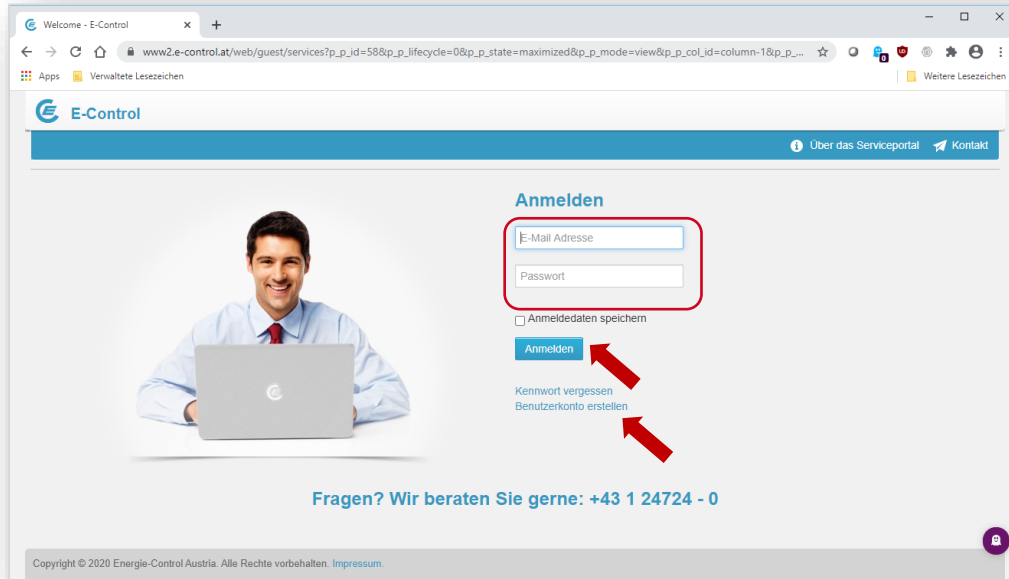 Welcome - E-Control
www2.e-control.at/web/guest/services?p_p_id=58&p_p_lifecycle=0&p_p_state=maximized&p_p_mode=view&p_p_col_id=column-1&p_p_...
0
Apps Verwaltete Lesezeichen Weitere Lesezeichen
E-Control
Über das Serviceportal Kontakt
Anmelden
E-Mail Adresse
Passwort
Anmeldedaten speichern
Anmelden
Kennwort vergessen
Benutzerkonto erstellen
Fragen? Wir beraten Sie gerne: +43 1 24724 - 0
Copyright © 2020 Energie-Control Austria. Alle Rechte vorbehalten. Impressum.